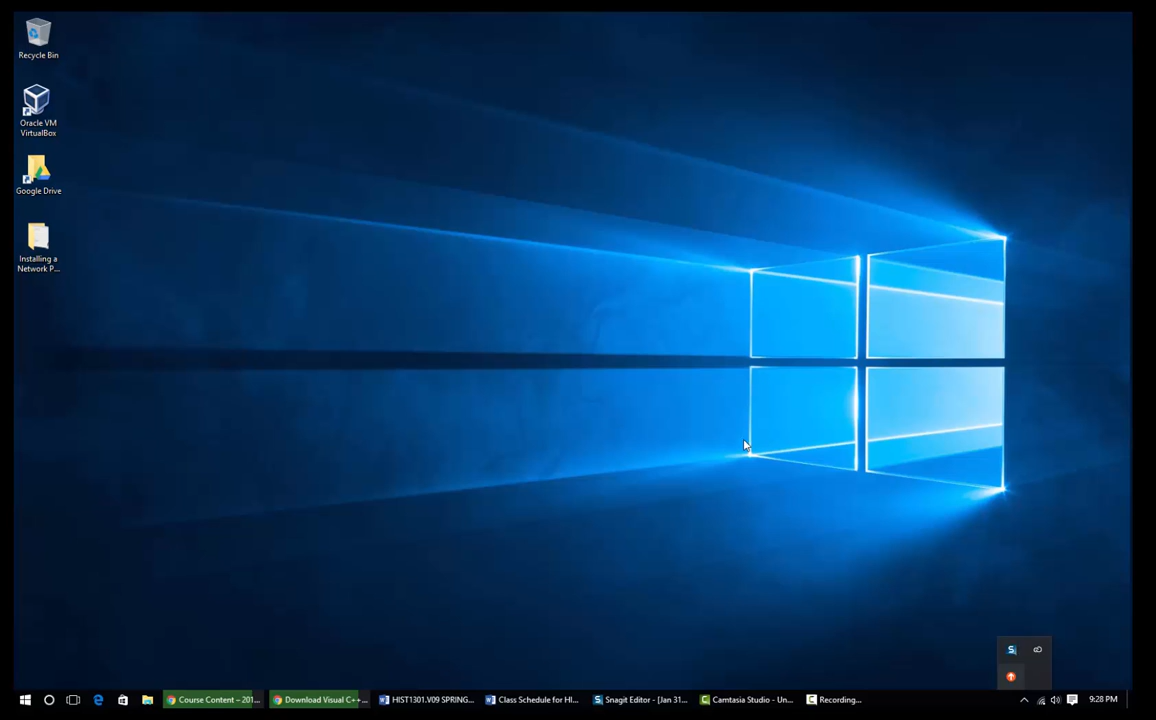 Recycle Bin
Oracle VM
VirtualBox
Google Drive
Installing a
Network P...
Course Content – 201...
Download Visual C++...
HIST1301.V09 SPRING...
Class Schedule for HI...
Snagit Editor - [Jan 31...
Camtasia Studio - Un...
Recording...
9:28 PM